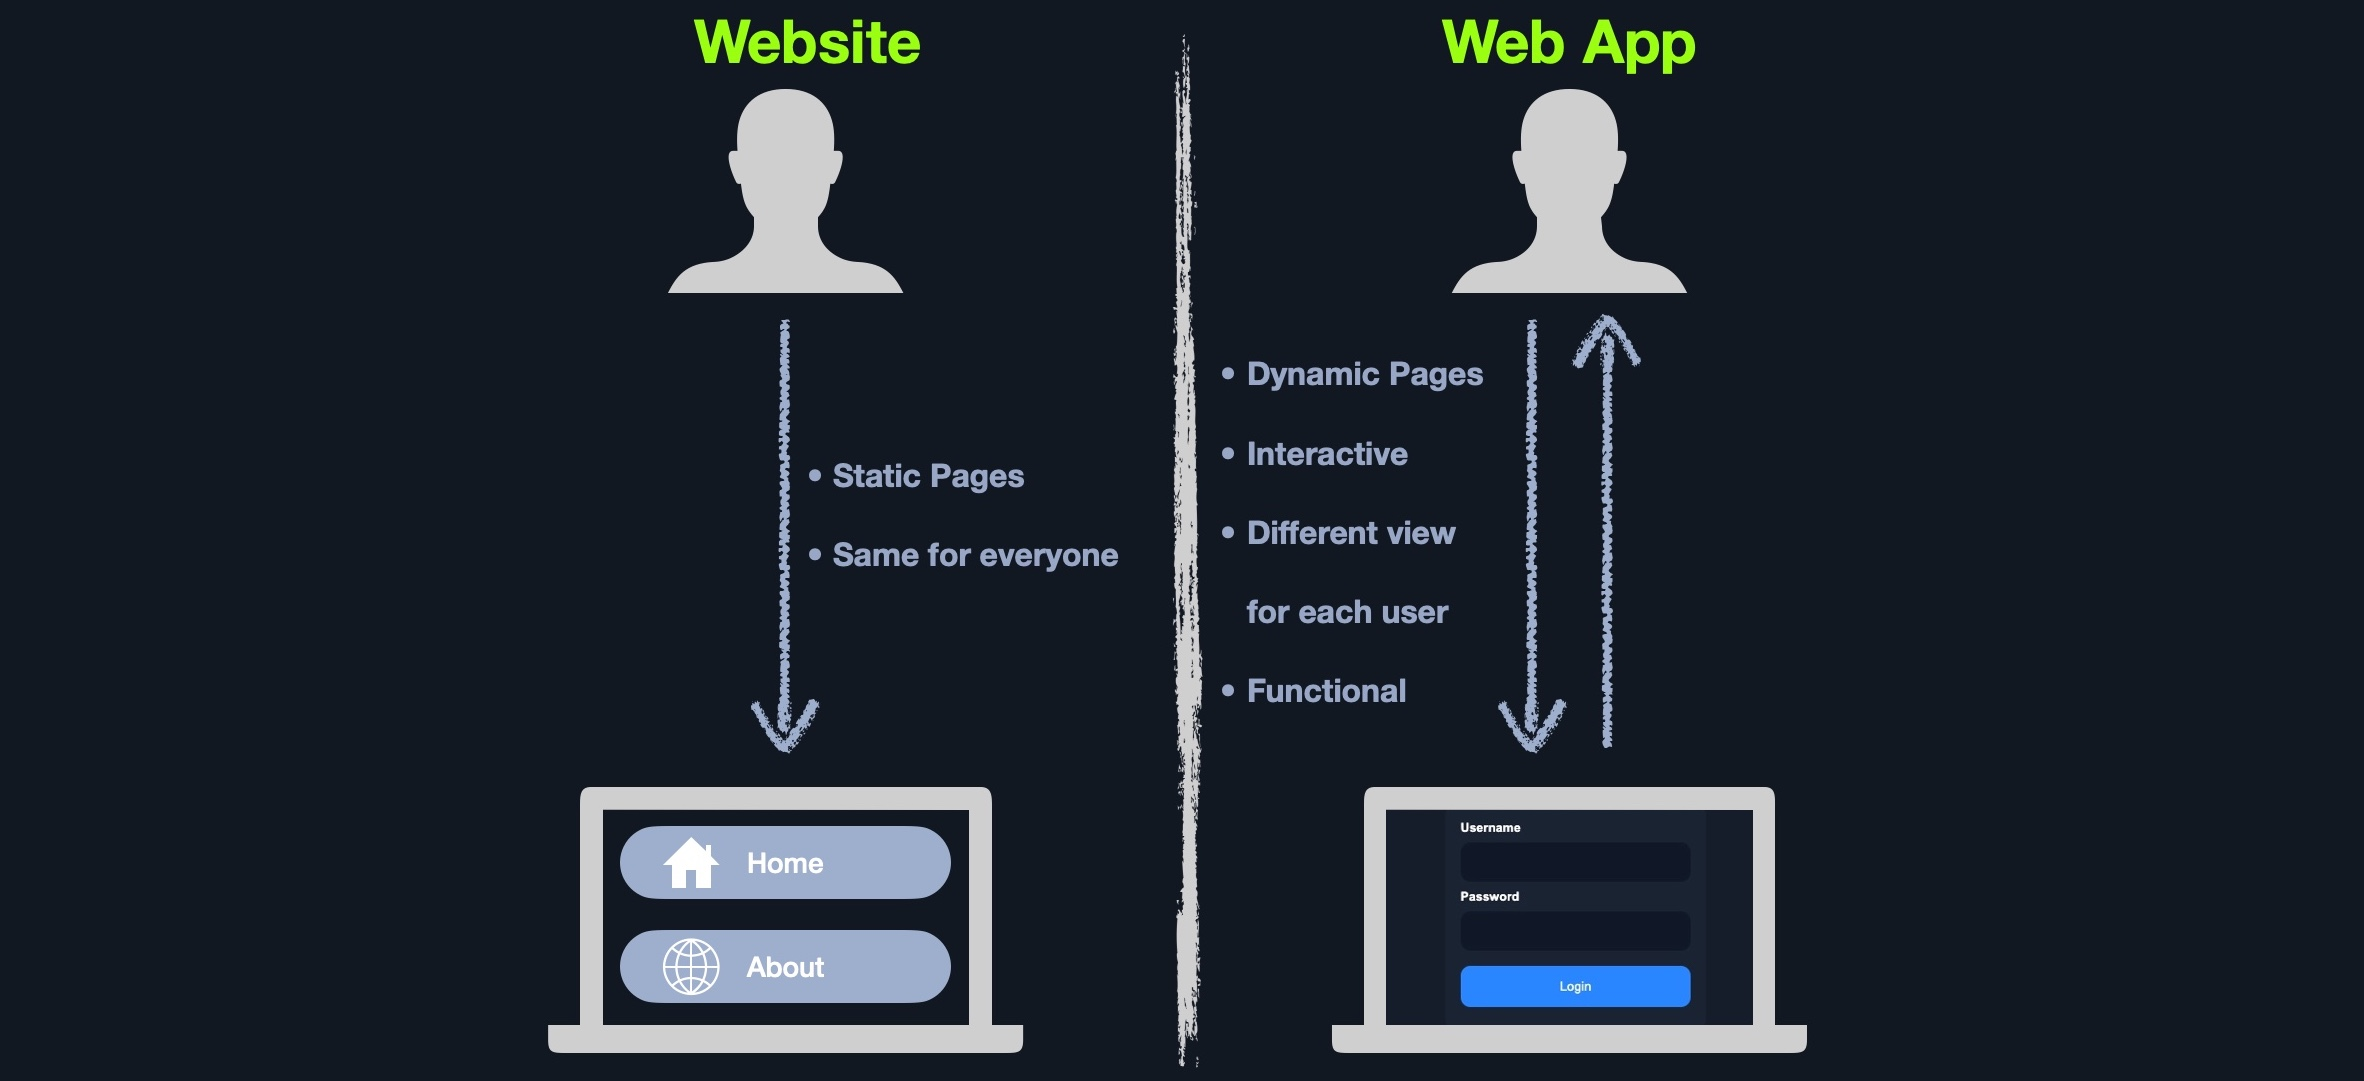 Website
• Static Pages
• Same for everyone
Home
About
Web App
• Dynamic Pages
• Interactive
• Different view
for each user
• Functional
Username
Password
Login